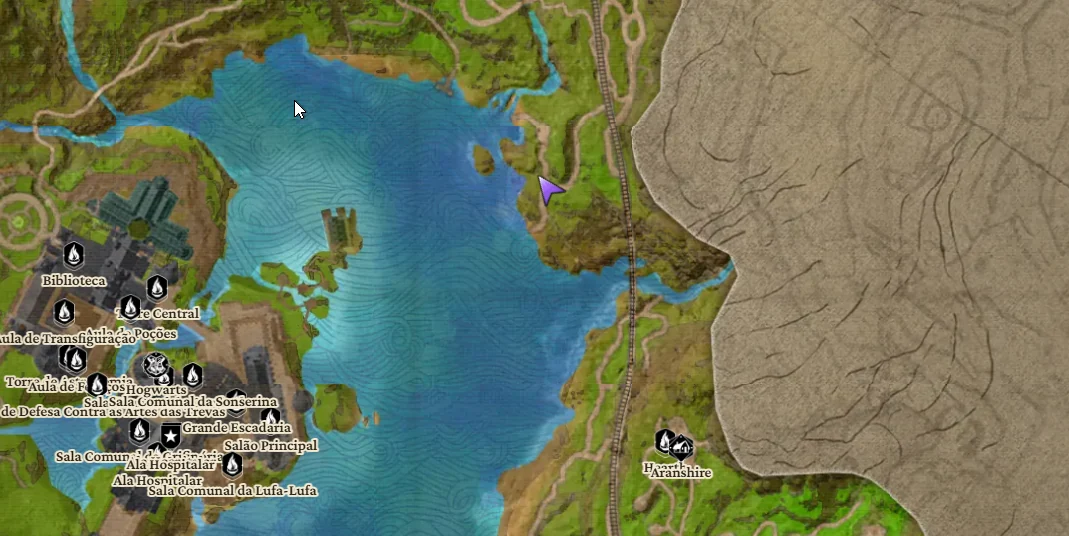 Biblioteca
Torre Central
Aula de Poções
Aula de Transfiguração
Hogwarts
Sala Comunal da Sonserina
de Defesa Contra as Artes das Trevas
Grande Escadaria
Salão Principal
Sala
Ala Hospitalar
Ala Hospitalar
Sala Comunal da Lufa-Lufa
Aranshire